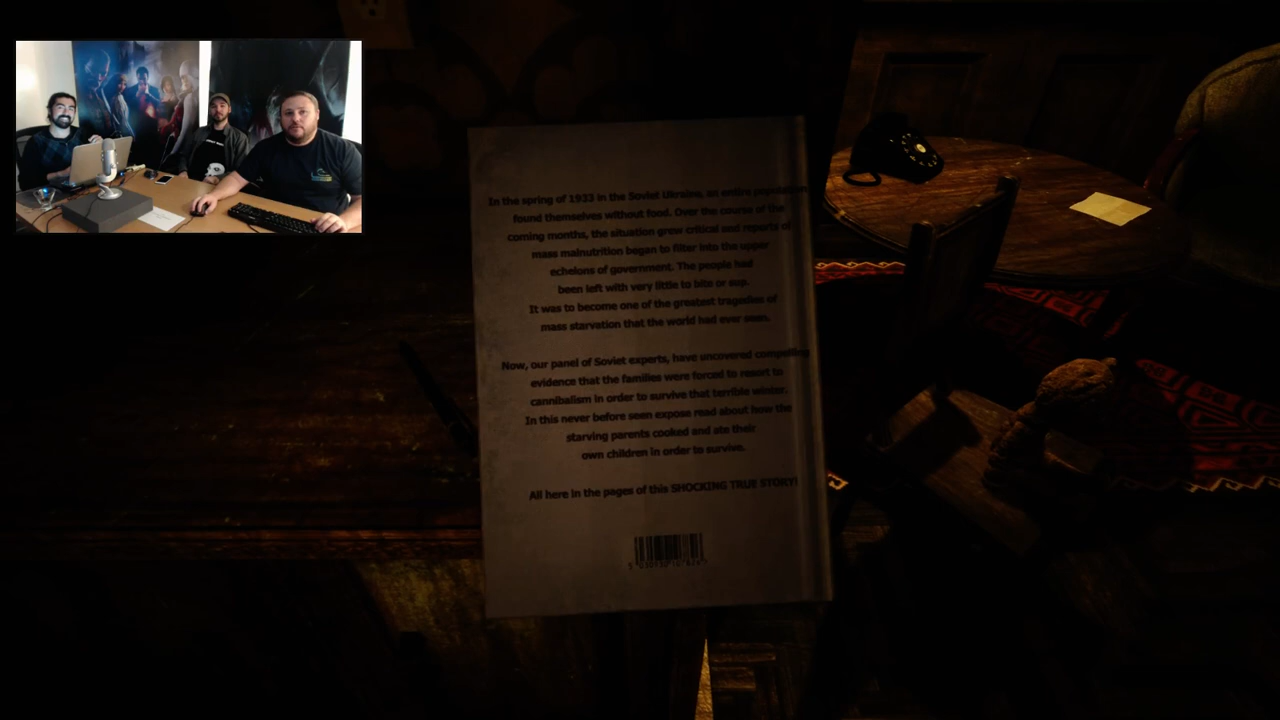 In the spring of 1933 in the Soviet Ukraine, an entire population
found themselves without food. Over the course of the
coming months, the situation grew critical and reports of
mass malnutrition began to filter into the upper
echelons of government. The people had
been left with very little to bite or sup.
It was to become one of the greatest tragedies of
mass starvation that the world had ever seen.
Now, our panel of Soviet experts, have uncovered compelling
evidence that the families were forced to resort to
cannibalism in order to survive that terrible winter.
In this never before seen expose read about how the
starving parents cooked and ate their
own children in order to survive.
All here in the pages of this SHOCKING TRUE STORY!